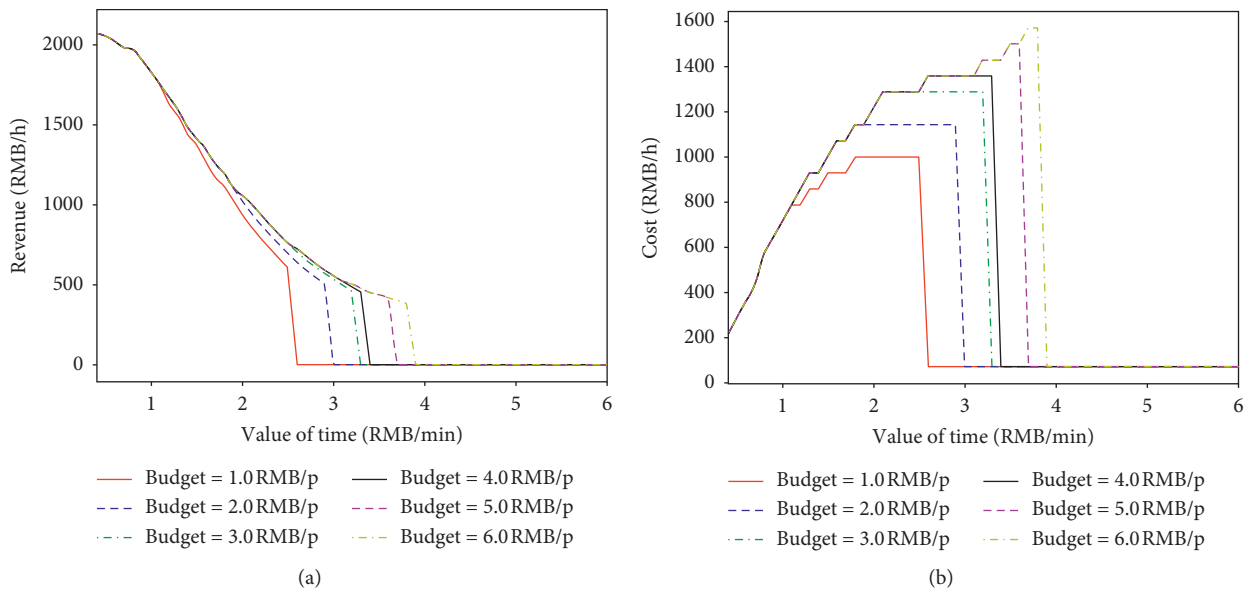 2000
1500
1000
500
0
Revenue (RMB/h)
1 2 3 4 5 6
Value of time (RMB/min)
Budget = 1.0 RMB/p
Budget = 2.0 RMB/p
Budget = 3.0 RMB/p
Budget = 4.0 RMB/p
Budget = 5.0 RMB/p
Budget = 6.0 RMB/p
(a)
1600
1400
1200
1000
800
600
400
200
0
Cost (RMB/h)
1 2 3 4 5 6
Value of time (RMB/min)
Budget = 1.0 RMB/p
Budget = 2.0 RMB/p
Budget = 3.0 RMB/p
Budget = 4.0 RMB/p
Budget = 5.0 RMB/p
Budget = 6.0 RMB/p
(b)